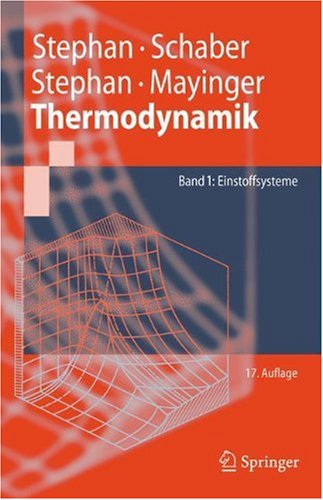 Stephan · Schaber
Stephan · Mayinger
Thermodynamik
Band 1: Einstoffsysteme
17. Auflage
Springer